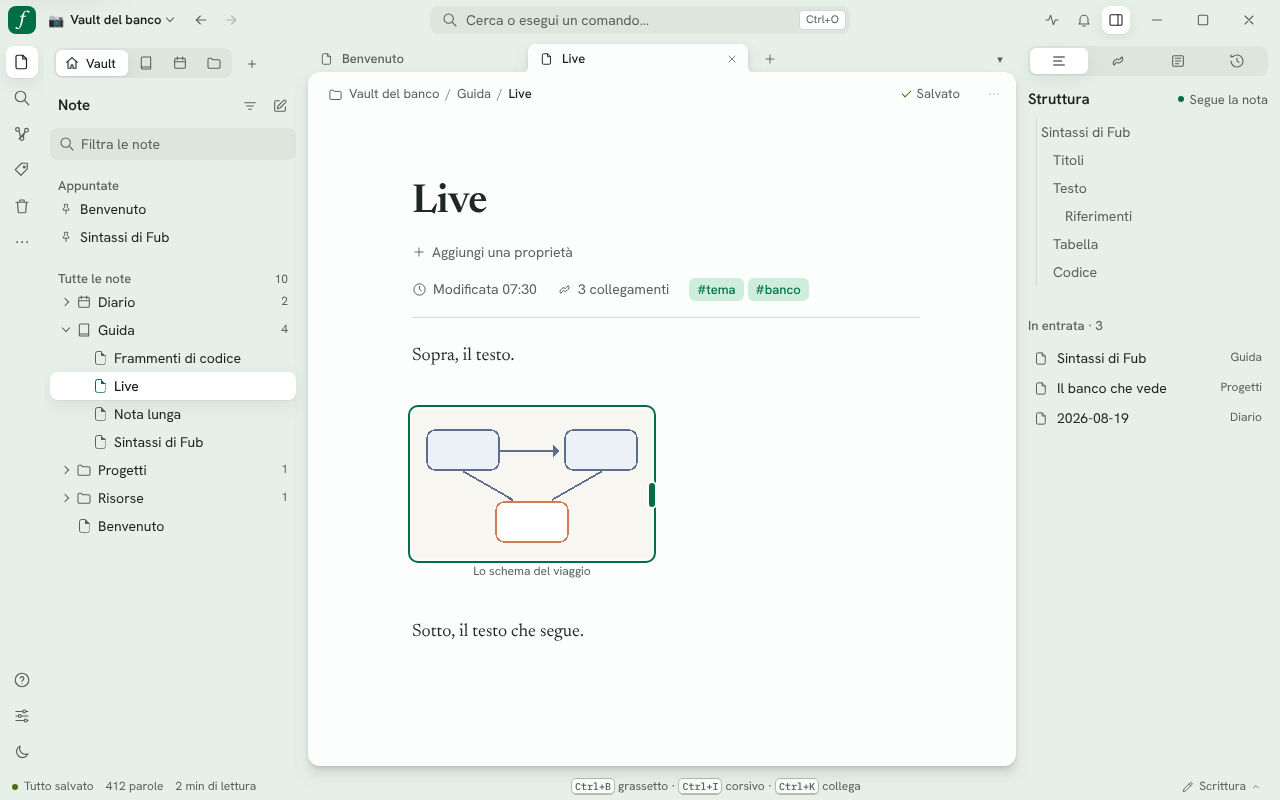 Vault del banco
Cerca o esegui un comando…
Ctrl+O
Vault
Benvenuto
Live
Note
Filtra le note
Appuntate
Benvenuto
Sintassi di Fub
Tutte le note 10
Diario 2
Guida 4
Frammenti di codice
Live
Nota lunga
Sintassi di Fub
Progetti 1
Risorse 1
Benvenuto
Vault del banco / Guida / Live
Salvato
Live
Aggiungi una proprietà
Modificata 07:30
3 collegamenti
#tema
#banco
Sopra, il testo.
Lo schema del viaggio
Sotto, il testo che segue.
Struttura
Segue la nota
Sintassi di Fub
Titoli
Testo
Riferimenti
Tabella
Codice
In entrata · 3
Sintassi di Fub Guida
Il banco che vede Progetti
2026-08-19 Diario
Tutto salvato 412 parole 2 min di lettura
Ctrl+B grassetto · Ctrl+I corsivo · Ctrl+K collega
Scrittura